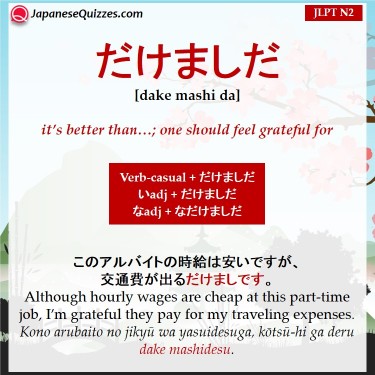 JapaneseQuizzes.com
JLPT N2
だけましだ
[dake mashi da]
it's better than...; one should feel grateful for
Verb-casual + だけましだ
いadj + だけましだ
なadj + なだけましだ
このアルバイトの時給は安いですが、
交通費が出るだけましです。
Although hourly wages are cheap at this part-time
job, I'm grateful they pay for my traveling expenses.
Kono arubaito no jikyū wa yasuidesuga, kōtsū-hi ga deru
dake mashidesu.